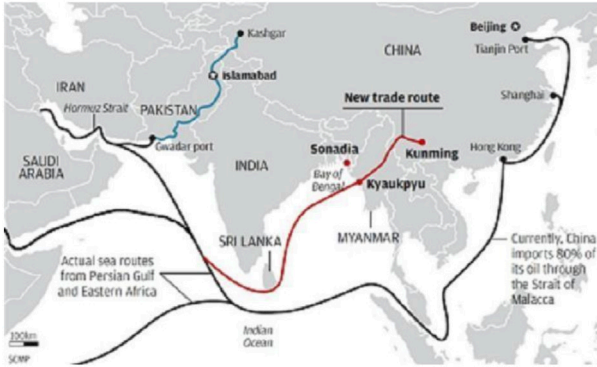 Kashgar
Beijing
Tianjin Port
CHINA
Islamabad
IRAN
Hormuz Strait
PAKISTAN
New trade route
Shanghai
Gwadar port
SAUDI
ARABIA
INDIA
Sonadia
Kunming
Hong Kong
Bay of
Bengal
Kyaukpyu
SRI LANKA
MYANMAR
Actual sea routes
from Persian Gulf
and Eastern Africa
Currently, China
imports 80% of
its oil through
the Strait of
Malacca
Indian
Ocean
100km
SCMP